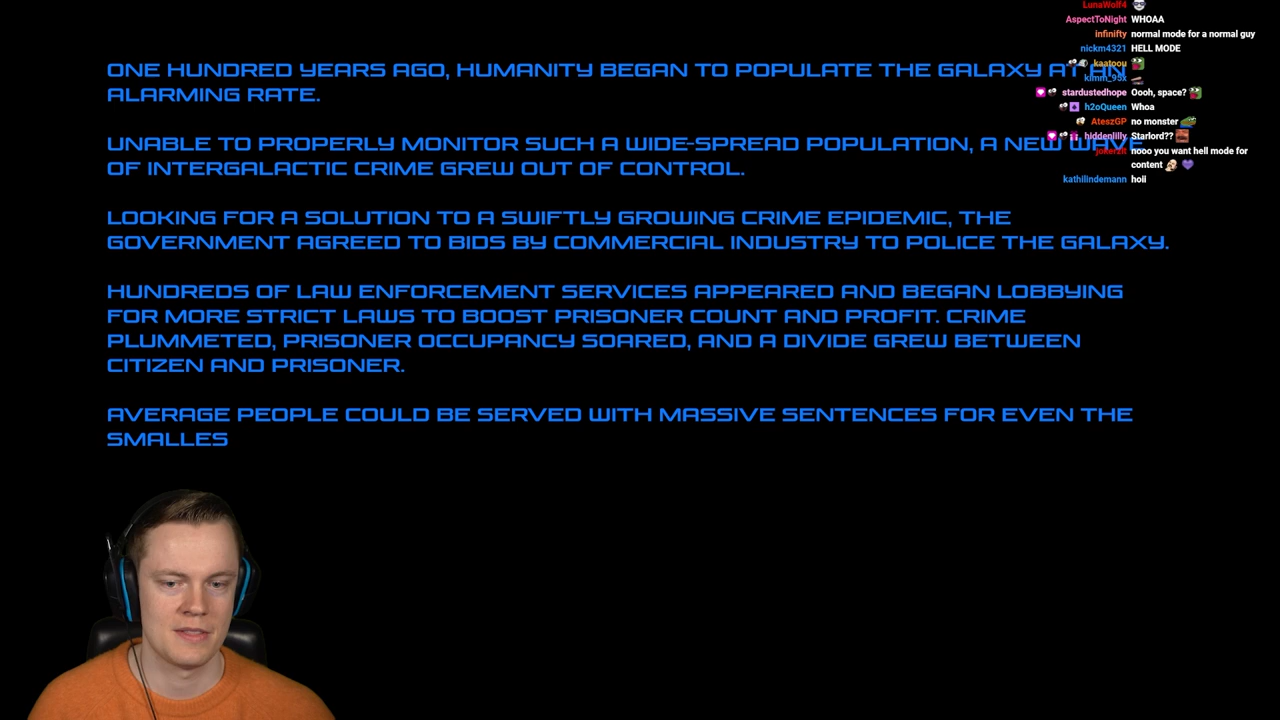 ONE HUNDRED YEARS AGO, HUMANITY BEGAN TO POPULATE THE GALAXY AT AN
ALARMING RATE.
UNABLE TO PROPERLY MONITOR SUCH A WIDE-SPREAD POPULATION, A NEW WAVE
OF INTERGALACTIC CRIME GREW OUT OF CONTROL.
LOOKING FOR A SOLUTION TO A SWIFTLY GROWING CRIME EPIDEMIC, THE
GOVERNMENT AGREED TO BIDS BY COMMERCIAL INDUSTRY TO POLICE THE GALAXY.
HUNDREDS OF LAW ENFORCEMENT SERVICES APPEARED AND BEGAN LOBBYING
FOR MORE STRICT LAWS TO BOOST PRISONER COUNT AND PROFIT. CRIME
PLUMMETED, PRISONER OCCUPANCY SOARED, AND A DIVIDE GREW BETWEEN
CITIZEN AND PRISONER.
AVERAGE PEOPLE COULD BE SERVED WITH MASSIVE SENTENCES FOR EVEN THE
SMALLES
LunaWolf4
AspectToNight WHOAA
infinifty normal mode for a normal guy
nickm4321 HELL MODE
kaatoou
kimm_95x
stardustedhope Oooh, space?
h2oQueen Whoa
AteszGP no monster
hiddenlilly Starlord??
nooo you want hell mode for
content
kathilindemann holi